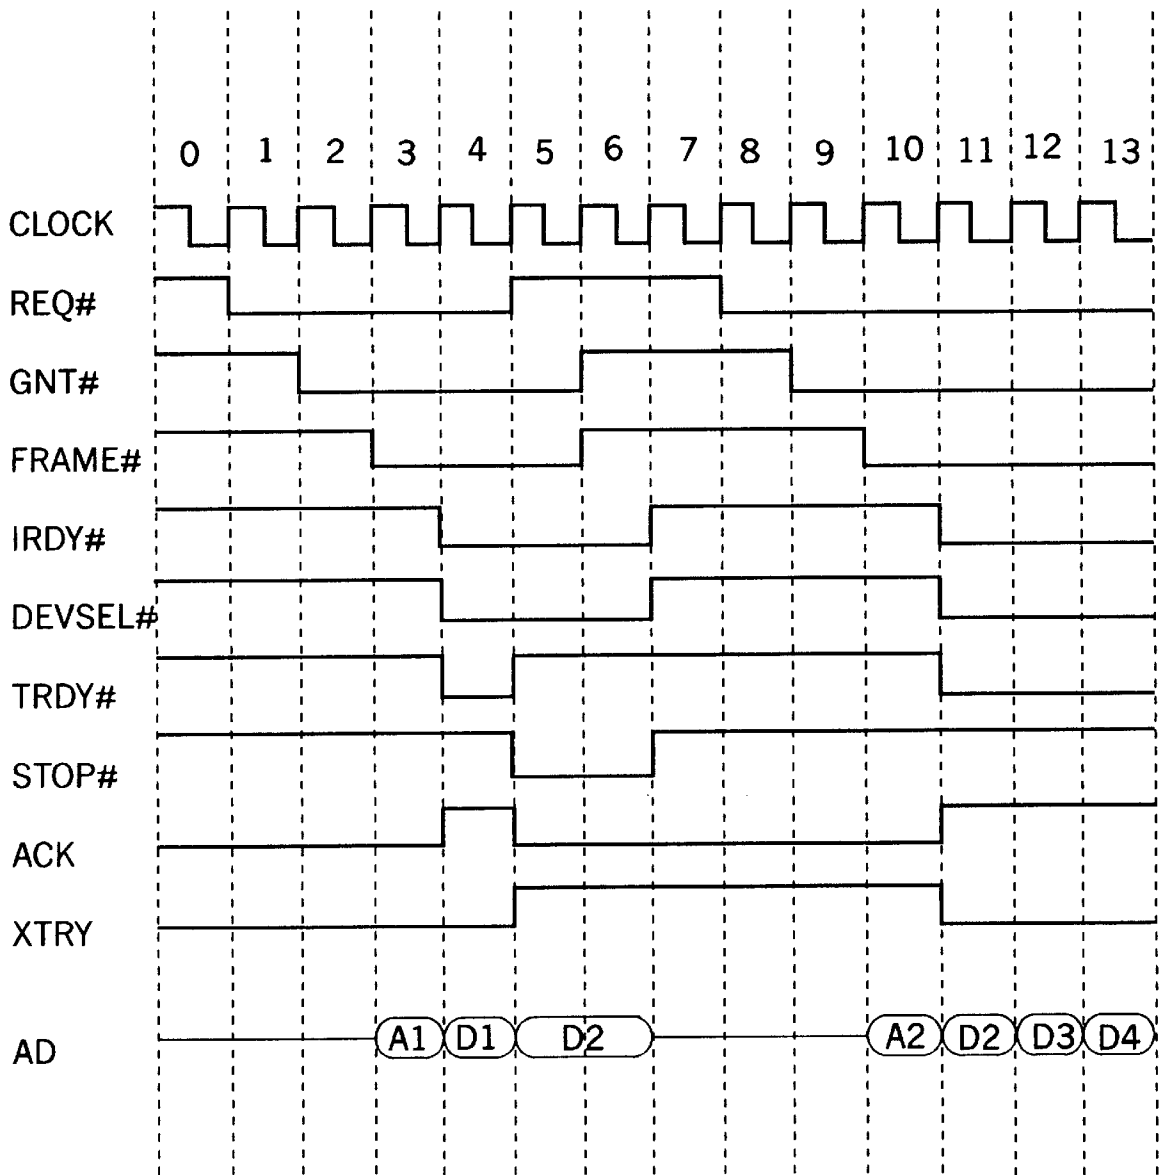 0 1 2 3 4 5 6 7 8 9 10 11 12 13
CLOCK
REQ#
GNT#
FRAME#
IRDY#
DEVSEL#
TRDY#
STOP#
ACK
XTRY
AD A1 D1 D2 A2 D2 D3 D4